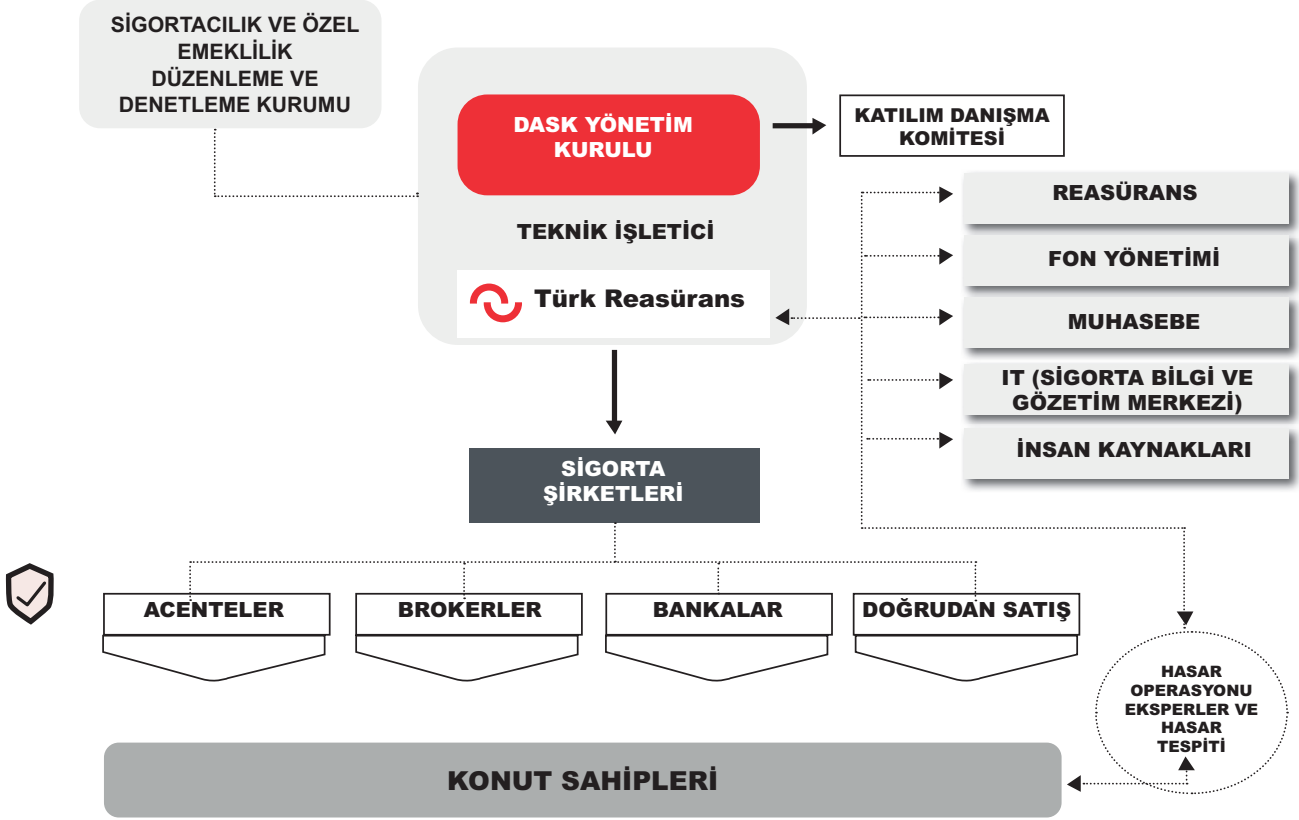 SİGORTACILIK VE ÖZEL
EMEKLİLİK
DÜZENLEME VE
DENETLEME KURUMU
DASK YÖNETİM
KURULU
KATILIM DANIŞMA
KOMİTESİ
TEKNİK İŞLETİCİ
Türk Reasürans
REASÜRANS
FON YÖNETİMİ
MUHASEBE
IT (SİGORTA BİLGİ VE
GÖZETİM MERKEZİ)
İNSAN KAYNAKLARI
SİGORTA
ŞİRKETLERİ
ACENTELER
BROKERLER
BANKALAR
DOĞRUDAN SATIŞ
HASAR
OPERASYONU
EKSPERLER VE
HASAR
TESPİTİ
KONUT SAHİPLERİ